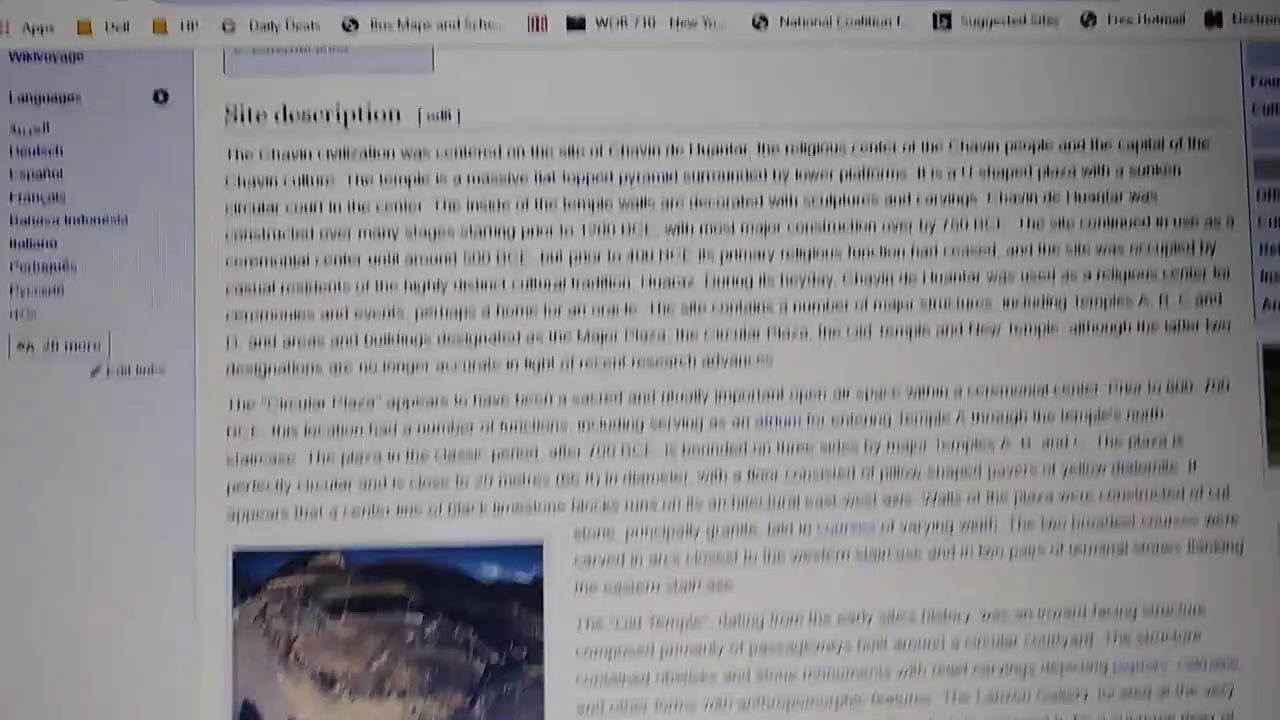 Apps Dell HP Daily Deals Bus Maps and Sche... WOR 710 New Yo... National Coalition f... Suggested Sites Free Hotmail
Wikivoyage
Languages
Deutsch
Español
Français
Bahasa Indonesia
Italiano
Português
Русский
中文
20 more
Edit links
Site description [ edit ]
The Chavin civilization was centered on the site of Chavin de Huantar, the religious center of the Chavin people and the capital of the
Chavin culture. The temple is a massive flat topped pyramid surrounded by lower platforms. It is a U shaped plaza with a sunken
circular court in the center. The inside of the temple walls are decorated with sculptures and carvings. Chavin de Huantar was
constructed over many stages starting prior to 1200 BCE, with most major construction over by 750 BCE. The site continued in use as a
ceremonial center until around 500 BCE, but prior to 400 BCE its primary religious function had ceased, and the site was occupied by
casual residents of the highly distinct cultural tradition, Huaraz. During its heyday, Chavin de Huantar was used as a religious center for
ceremonies and events, perhaps a home for an oracle. The site contains a number of major structures, including Temples A, B, C and
D, and areas and buildings designated as the Major Plaza, the Circular Plaza, the Old Temple and New Temple, although the latter two
designations are no longer accurate in light of recent research advances.
The "Circular Plaza" appears to have been a sacred and ritually important open air space within a ceremonial center. Prior to 800–700
BCE, this location had a number of functions, including serving as an atrium for entering Temple A through the temple's north
staircase. The plaza in the classic period, after 700 BCE, is bounded on three sides by major Temples A, B, and C. The plaza is
perfectly circular and is close to 20 metres (66 ft) in diameter, with a floor consisted of pillow shaped pavers of yellow dialomite. It
appears that a center line of black limestone blocks runs on its architectural east-west axis. Walls of the plaza were constructed of cut
stone, principally granite, laid in courses of varying width. The two broadest courses were
carved in arcs closest to the western staircase and in two pairs of terminal stones flanking
the eastern staircase.
The "Old Temple", dating from the early site's history, was an inward facing structure
composed primarily of passageways built around a circular courtyard. The structure
contained obelisks and stone monuments with relief carvings depicting jaguars, caimans
and other forms with anthropomorphic features. The Lanzon Gallery, located at the very